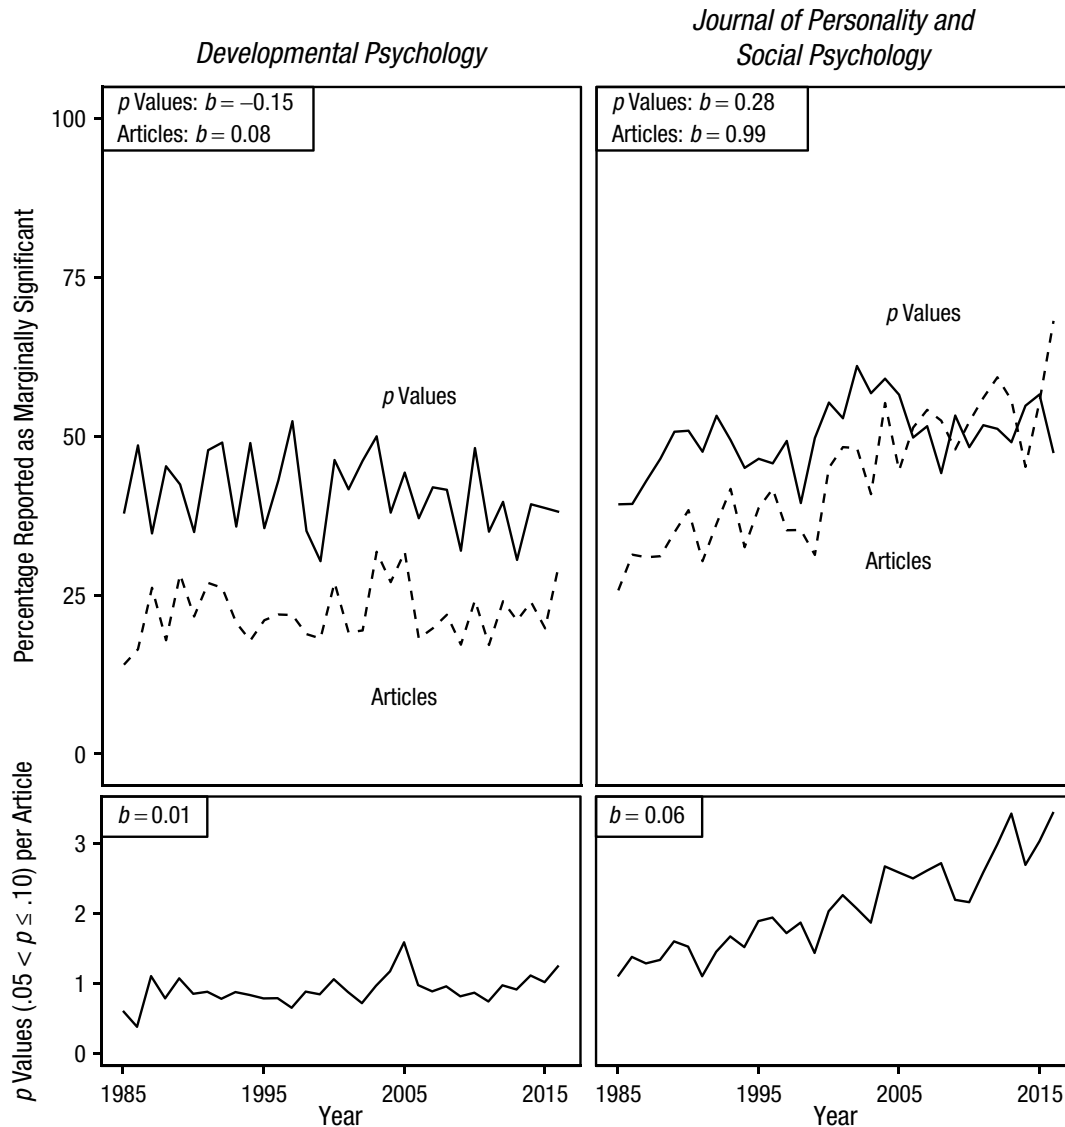 Developmental Psychology
Journal of Personality and
Social Psychology
Percentage Reported as Marginally Significant
100
75
50
25
0
p Values: b = −0.15
Articles: b = 0.08
p Values
Articles
p Values: b = 0.28
Articles: b = 0.99
p Values
Articles
p Values (.05 < p ≤ .10) per Article
3
2
1
0
b = 0.01
b = 0.06
1985
1995
2005
2015
Year
1985
1995
2005
2015
Year